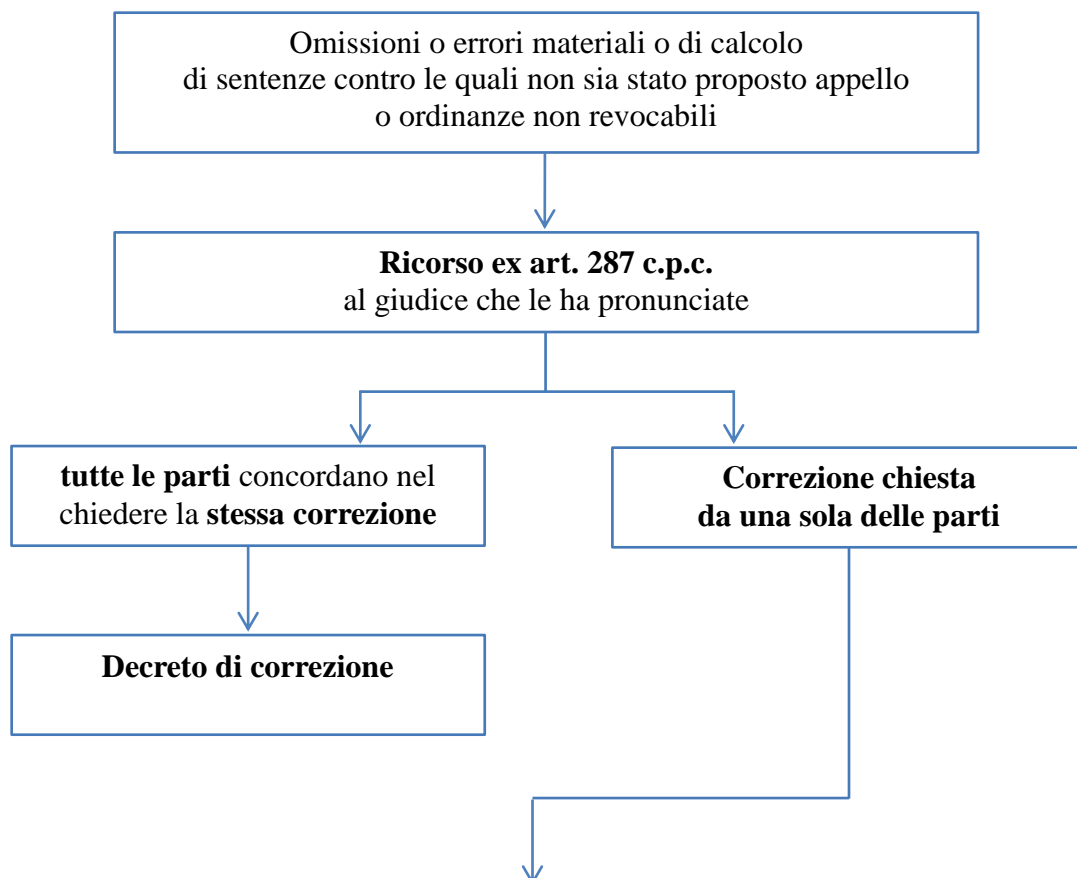 Omissioni o errori materiali o di calcolo
di sentenze contro le quali non sia stato proposto appello
o ordinanze non revocabili
Ricorso ex art. 287 c.p.c.
al giudice che le ha pronunciate
tutte le parti concordano nel
chiedere la stessa correzione
Correzione chiesta
da una sola delle parti
Decreto di correzione